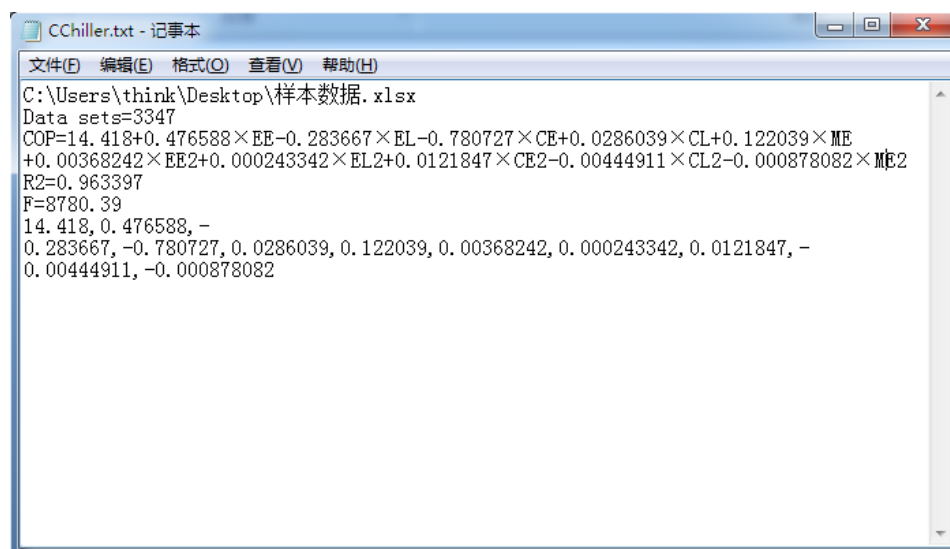 CChiller.txt - 记事本
文件(F) 编辑(E) 格式(O) 查看(V) 帮助(H)
C:\Users\think\Desktop\样本数据.xlsx
Data sets=3347
COP=14.418+0.476588×EE-0.283667×EL-0.780727×CE+0.0286039×CL+0.122039×ME
+0.00368242×EE2+0.000243342×EL2+0.0121847×CE2-0.00444911×CL2-0.000878082×ME2
R2=0.963397
F=8780.39
14.418,0.476588,-
0.283667,-0.780727,0.0286039,0.122039,0.00368242,0.000243342,0.0121847,-
0.00444911,-0.000878082